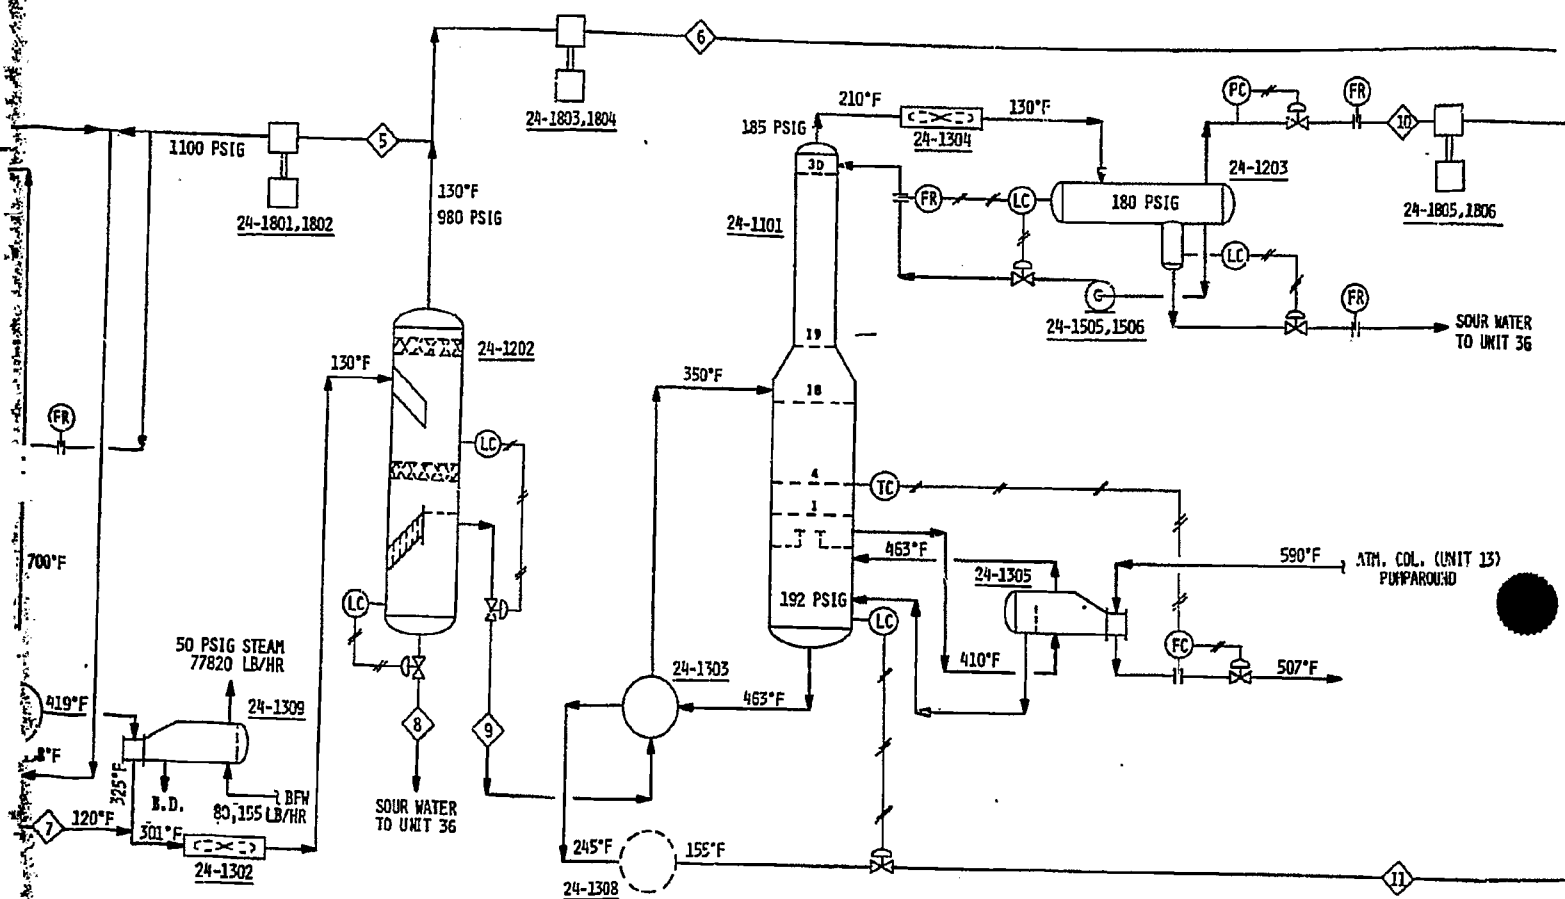 6
24-1803,1804
1100 PSIG
5
24-1801,1802
130°F
980 PSIG
210°F
185 PSIG
24-1304
130°F
30
24-1101
PC
FR
10
24-1203
24-1805,1806
FR
LC
180 PSIG
LC
24-1505,1506
FR
SOUR WATER
TO UNIT 36
19
18
4
1
24-1202
130°F
350°F
FR
LC
TC
463°F
24-1305
590°F
ATM. COL. (UNIT 13)
PUMPAROUND
700°F
192 PSIG
LC
LC
410°F
FC
507°F
50 PSIG STEAM
77820 LB/HR
24-1303
463°F
419°F
24-1309
8
9
325°F
B.D.
BFW
80,155 LB/HR
SOUR WATER
TO UNIT 36
7
120°F
301°F
24-1302
245°F
155°F
24-1308
11